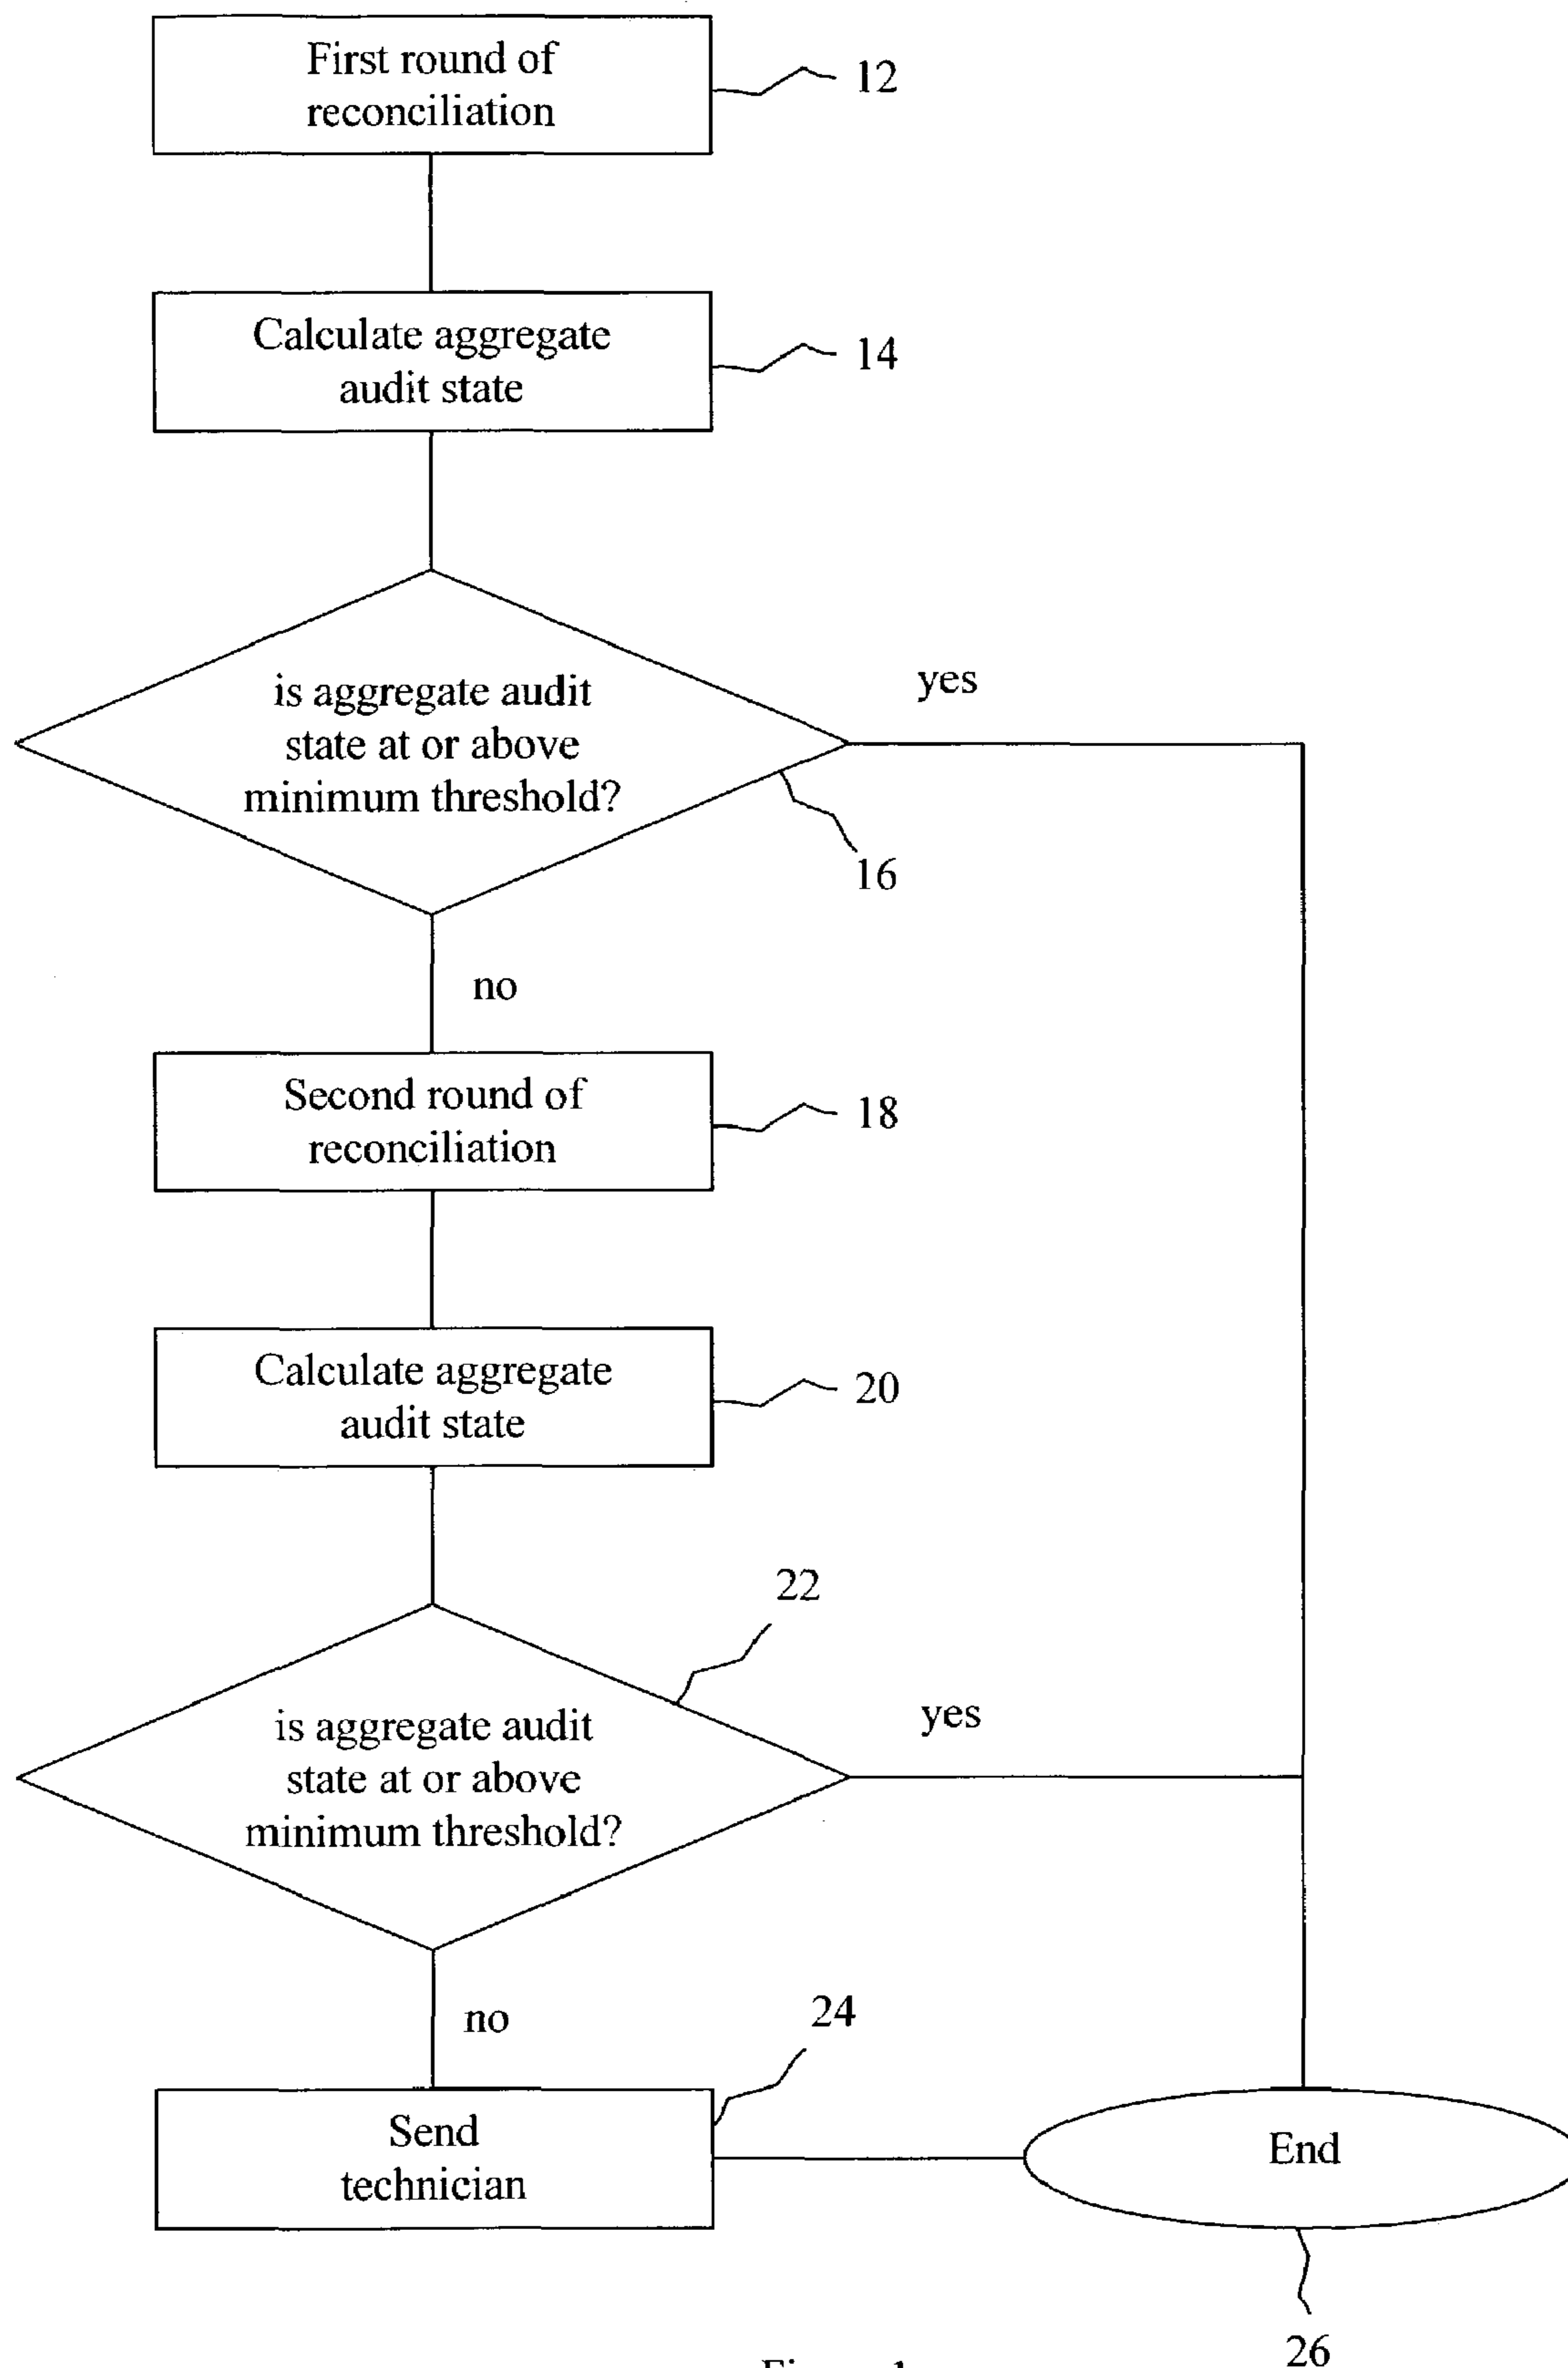 First round of
reconciliation
12
Calculate aggregate
audit state
14
is aggregate audit
state at or above
minimum threshold?
yes
16
no
Second round of
reconciliation
18
Calculate aggregate
audit state
20
22
is aggregate audit
state at or above
minimum threshold?
yes
no
24
Send
technician
End
26